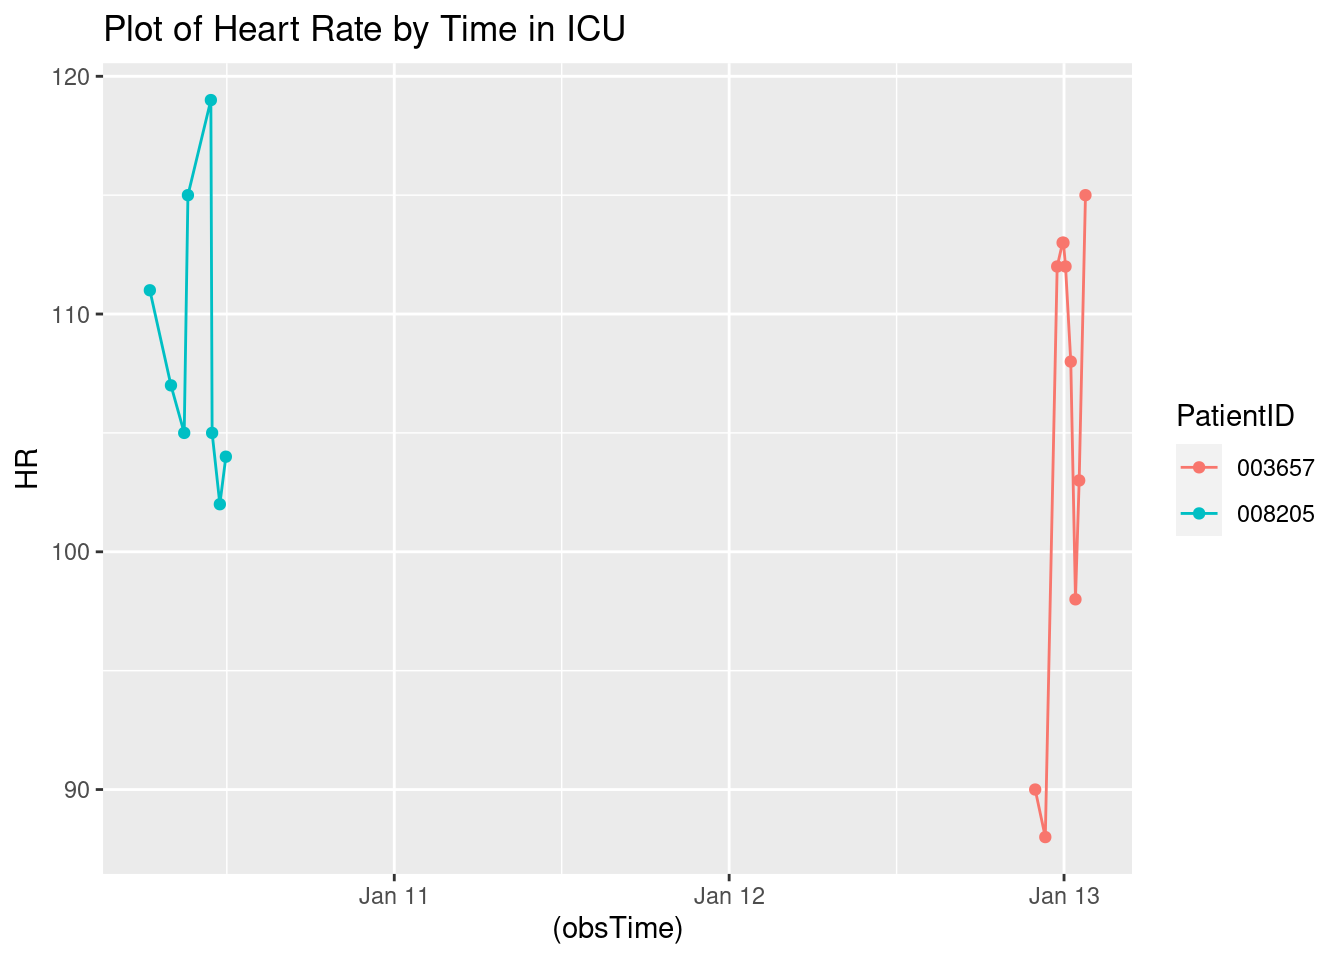 Plot of Heart Rate by Time in ICU
120
110
100
90
HR
Jan 11
Jan 12
Jan 13
(obsTime)
PatientID
003657
008205